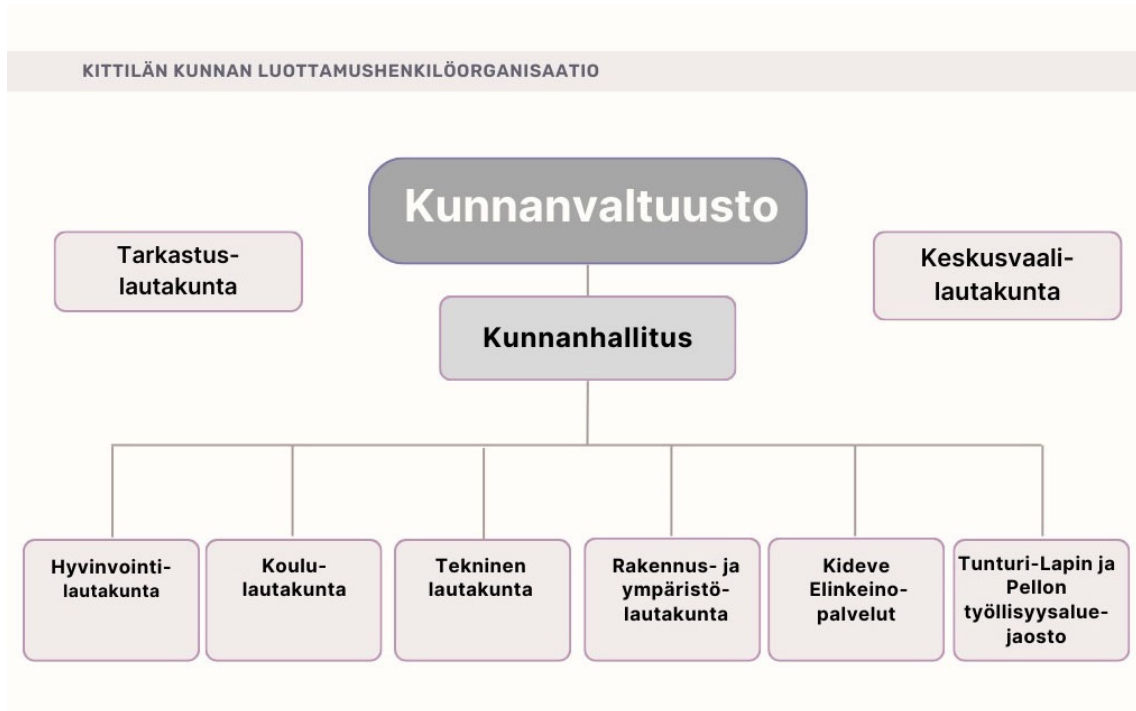 KITTILÄN KUNNAN LUOTTAMUSHENKILÖORGANISAATIO
Kunnanvaltuusto
Tarkastus-
lautakunta
Keskusvaali-
lautakunta
Kunnanhallitus
Hyvinvointi-
lautakunta
Koulu-
lautakunta
Tekninen
lautakunta
Rakennus- ja
ympäristö-
lautakunta
Kideve
Elinkeino-
palvelut
Tunturi-Lapin ja
Pellon
työllisyysalue-
jaosto